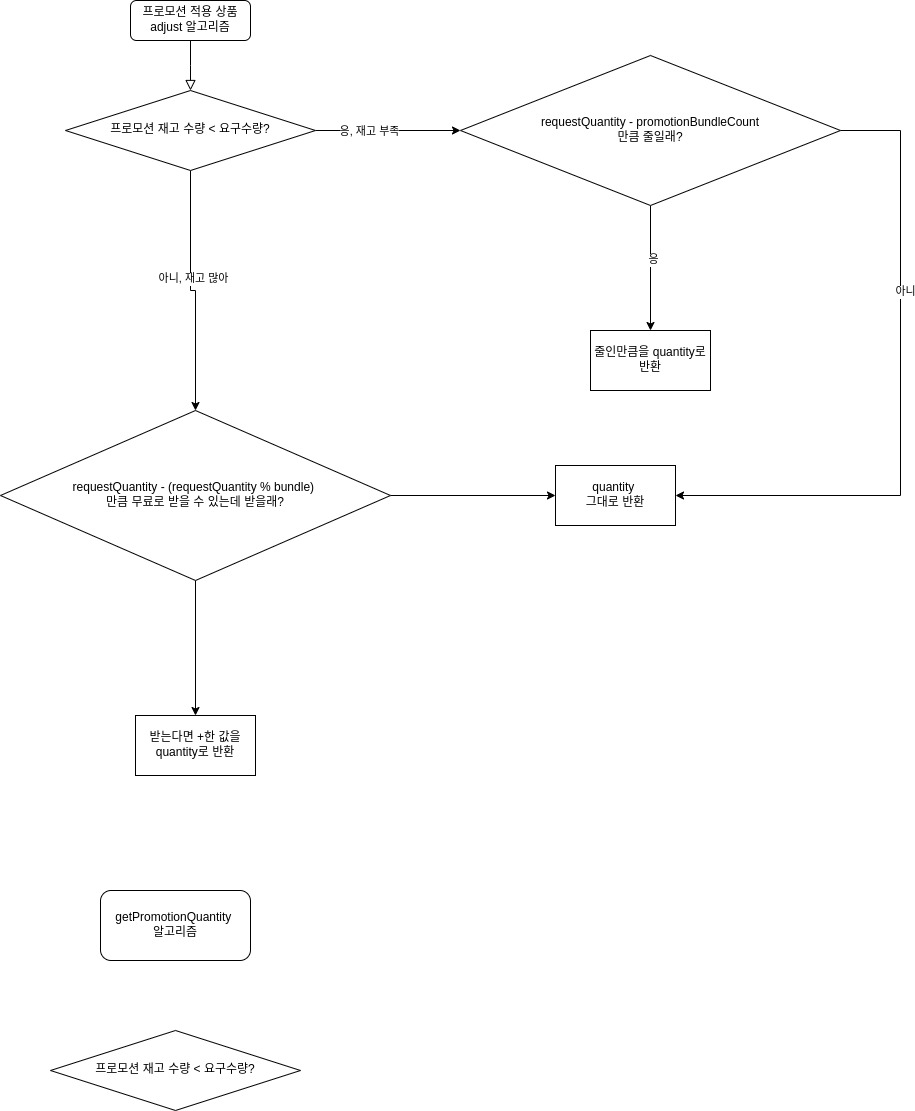 프로모션 적용 상품
adjust 알고리즘
프로모션 재고 수량 < 요구수량?
응, 재고 부족
requestQuantity - promotionBundleCount
만큼 줄일래?
응
아니
아니, 재고 많아
줄인만큼을 quantity로
반환
requestQuantity - (requestQuantity % bundle)
만큼 무료로 받을 수 있는데 받을래?
quantity
그대로 반환
받는다면 +한 값을
quantity로 반환
getPromotionQuantity
알고리즘
프로모션 재고 수량 < 요구수량?